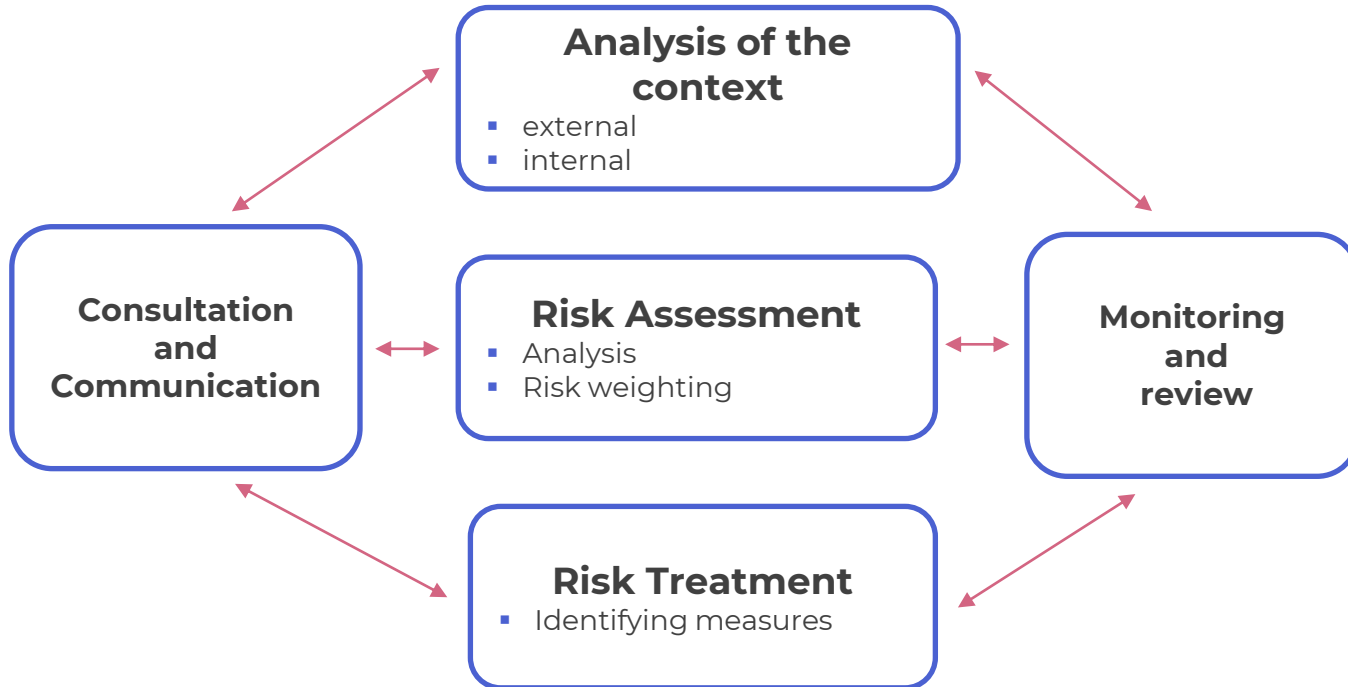 Analysis of the
context
▪ external
▪ internal
Consultation
and
Communication
Risk Assessment
▪ Analysis
▪ Risk weighting
Monitoring
and
review
Risk Treatment
▪ Identifying measures